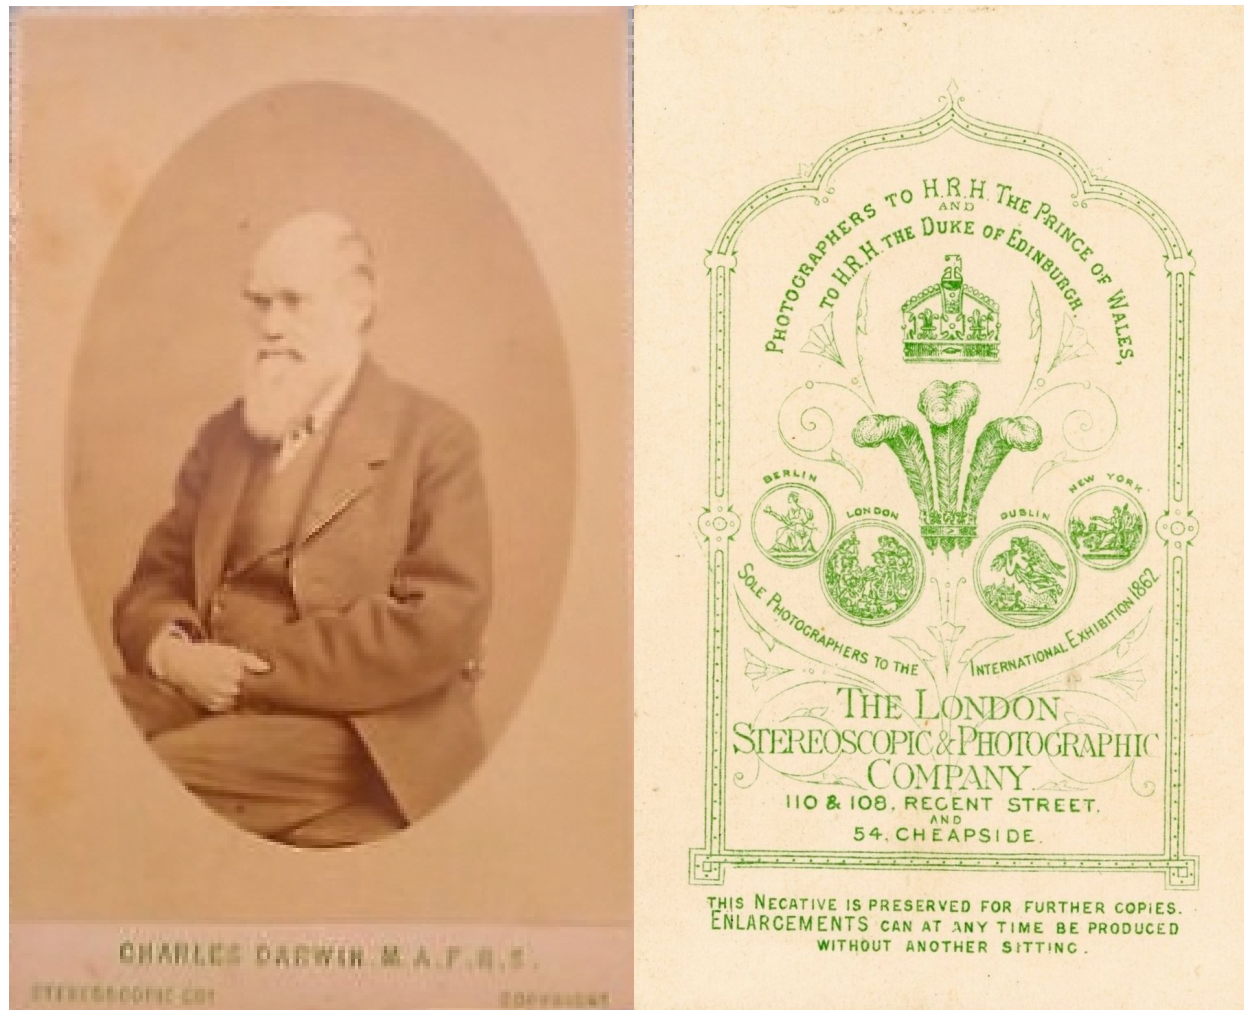 CHARLES DARWIN. M.A. F.R.S.
STEREOSCOPIC COY
COPYRIGHT
PHOTOGRAPHERS TO H.R.H. THE PRINCE OF WALES,
AND
TO H.R.H. THE DUKE OF EDINBURGH.
BERLIN
LONDON
DUBLIN
NEW YORK
SOLE PHOTOGRAPHERS TO THE INTERNATIONAL EXHIBITION 1862
THE LONDON
STEREOSCOPIC & PHOTOGRAPHIC
COMPANY
110 & 108, REGENT STREET,
AND
54, CHEAPSIDE.
THIS NEGATIVE IS PRESERVED FOR FURTHER COPIES.
ENLARGEMENTS CAN AT ANY TIME BE PRODUCED
WITHOUT ANOTHER SITTING.